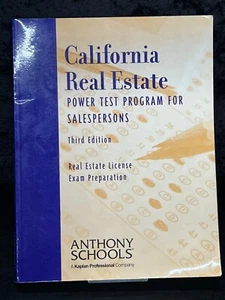 California
Real Estate
POWER TEST PROGRAM FOR
SALESPERSONS
Third Edition
Real Estate License
Exam Preparation
ANTHONY
SCHOOLS
A Kaplan Professional Company